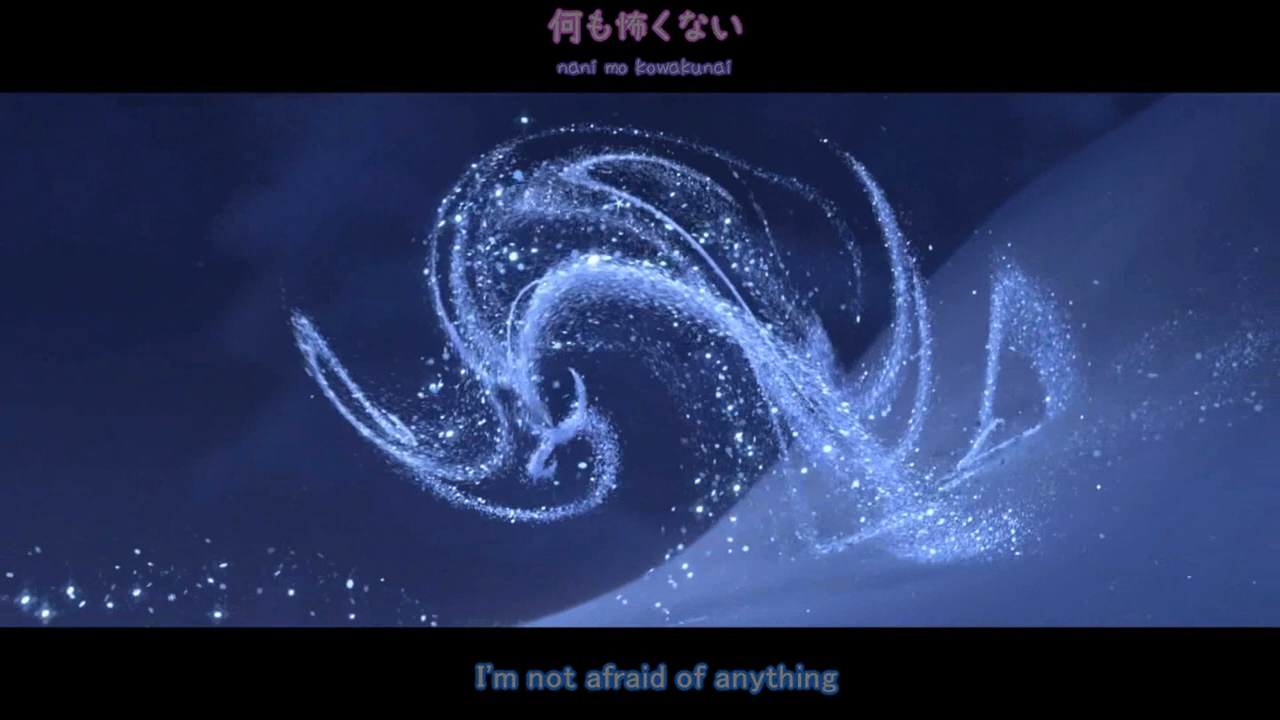 何も怖くない
nani mo kowakunai
I'm not afraid of anything